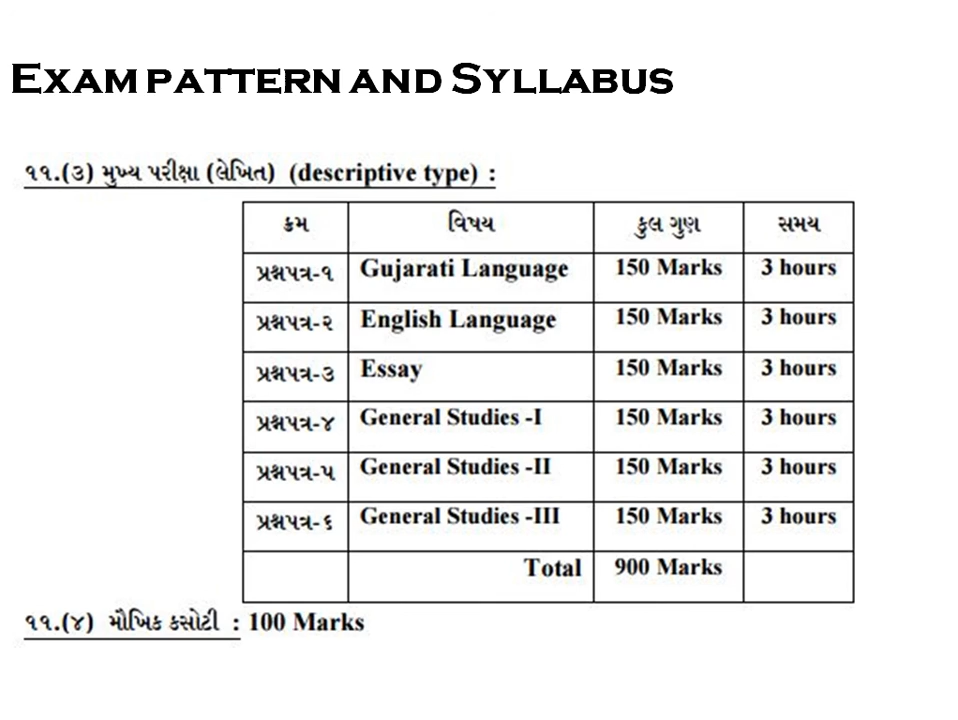 EXAM PATTERN AND SYLLABUS
૧૧.(૩) મુખ્ય પરીક્ષા (લેખિત) (descriptive type) :
ક્રમ વિષય કુલ ગુણ સમય
પ્રશ્નપત્ર-૧ Gujarati Language 150 Marks 3 hours
પ્રશ્નપત્ર-૨ English Language 150 Marks 3 hours
પ્રશ્નપત્ર-૩ Essay 150 Marks 3 hours
પ્રશ્નપત્ર-૪ General Studies -I 150 Marks 3 hours
પ્રશ્નપત્ર-૫ General Studies -II 150 Marks 3 hours
પ્રશ્નપત્ર-૬ General Studies -III 150 Marks 3 hours
Total 900 Marks
૧૧.(૪) મૌખિક કસોટી : 100 Marks